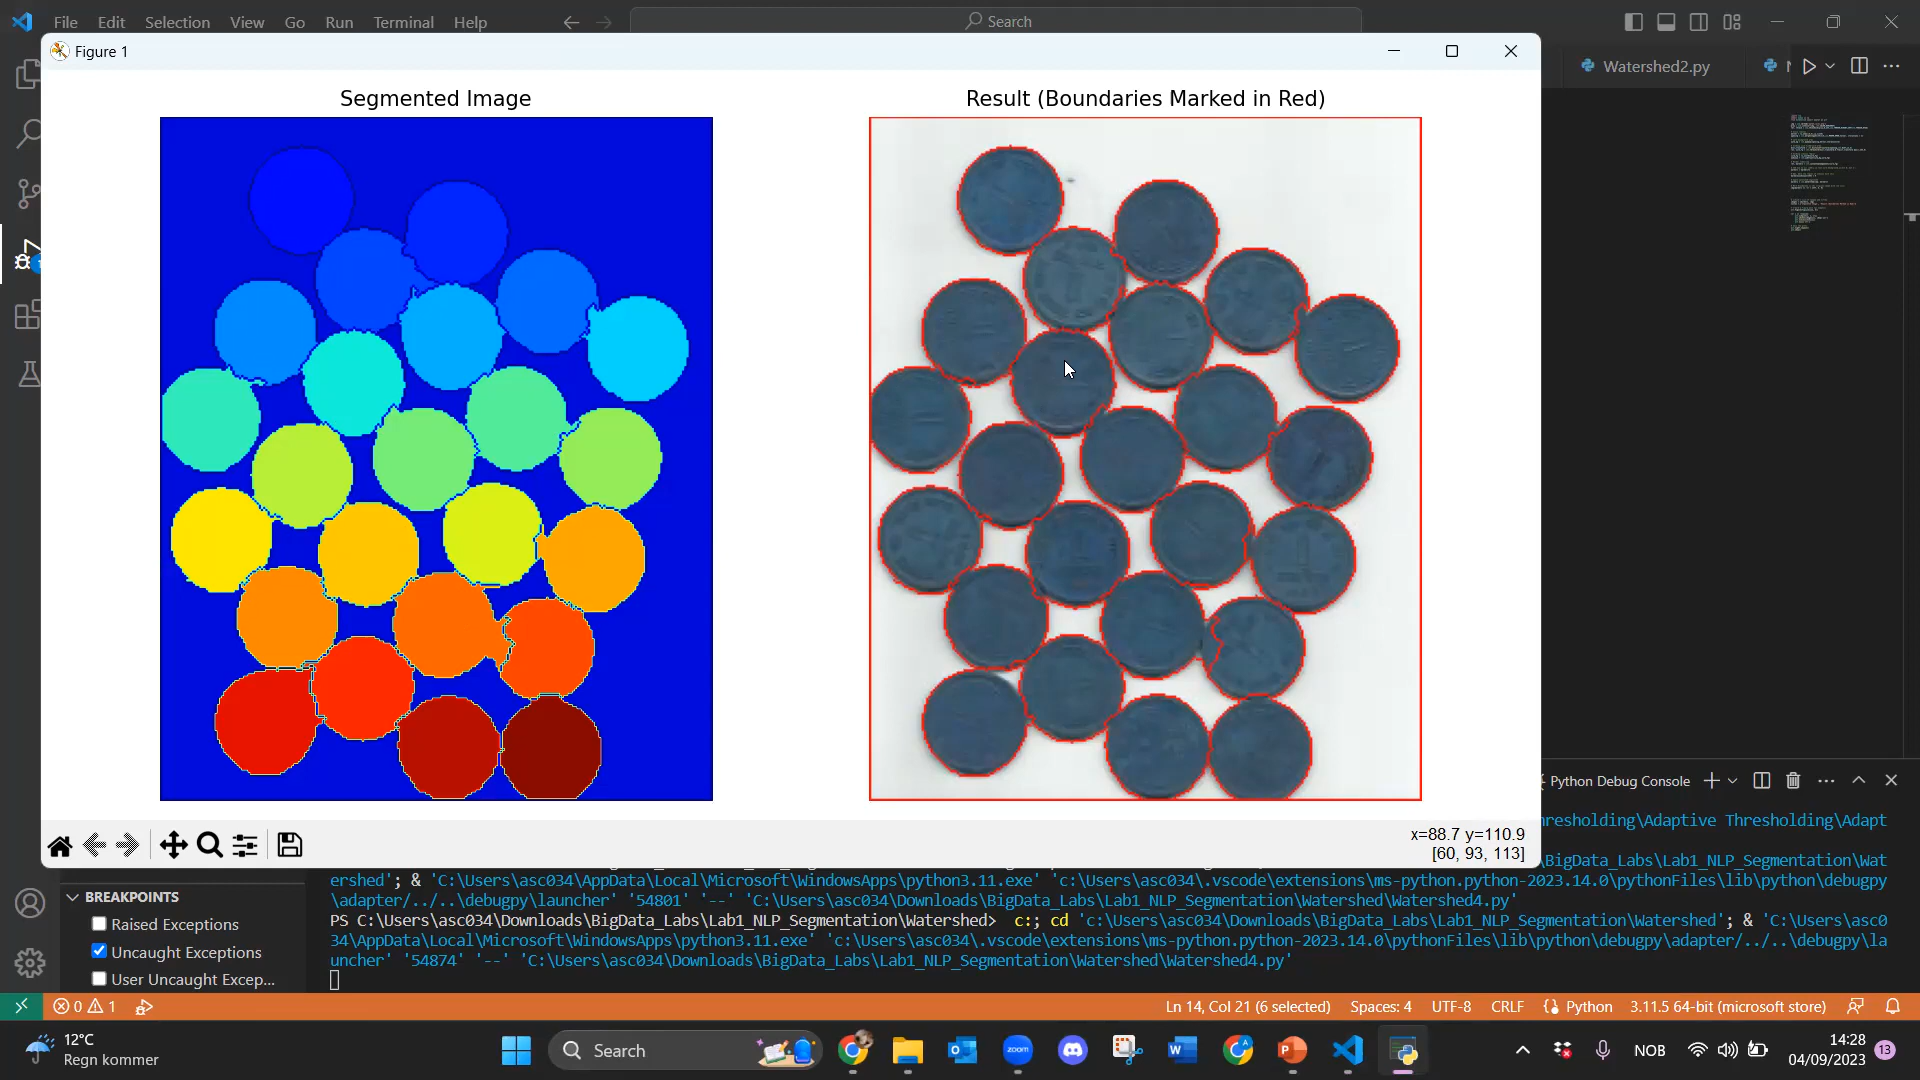 File Edit Selection View Go Run Terminal Help
Search
Figure 1
Watershed2.py
Segmented Image
Result (Boundaries Marked in Red)
Python Debug Console
x=88.7 y=110.9
[60, 93, 113]
hresholding\Adaptive Thresholding\Adapt
BigData_Labs\Lab1_NLP_Segmentation\Wat
ershed'; & 'C:\Users\asc034\AppData\Local\Microsoft\WindowsApps\python3.11.exe' 'c:\Users\asc034\.vscode\extensions\ms-python.python-2023.14.0\pythonFiles\lib\python\debugpy
\adapter/../..\debugpy\launcher' '54801' '--' 'C:\Users\asc034\Downloads\BigData_Labs\Lab1_NLP_Segmentation\Watershed\Watershed4.py'
PS C:\Users\asc034\Downloads\BigData_Labs\Lab1_NLP_Segmentation\Watershed> c:; cd 'c:\Users\asc034\Downloads\BigData_Labs\Lab1_NLP_Segmentation\Watershed'; & 'C:\Users\asc0
34\AppData\Local\Microsoft\WindowsApps\python3.11.exe' 'c:\Users\asc034\.vscode\extensions\ms-python.python-2023.14.0\pythonFiles\lib\python\debugpy\adapter/../..\debugpy\la
uncher' '54874' '--' 'C:\Users\asc034\Downloads\BigData_Labs\Lab1_NLP_Segmentation\Watershed\Watershed4.py'
BREAKPOINTS
Raised Exceptions
Uncaught Exceptions
User Uncaught Excep...
0 1
Ln 14, Col 21 (6 selected) Spaces: 4 UTF-8 CRLF Python 3.11.5 64-bit (microsoft store)
12°C
Regn kommer
Search
zoom
NOB
14:28
04/09/2023
13